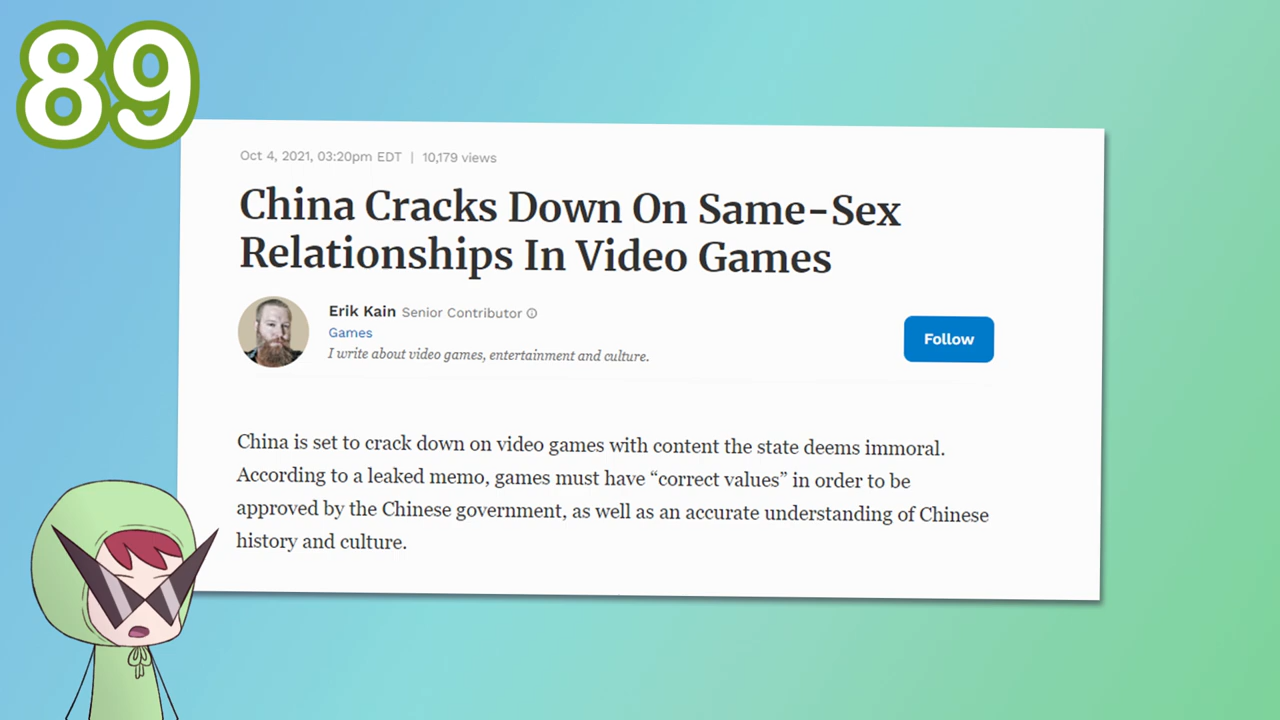 89
Oct 4, 2021, 03:20pm EDT | 10,179 views
China Cracks Down On Same-Sex
Relationships In Video Games
Erik Kain Senior Contributor
Games
I write about video games, entertainment and culture.
Follow
China is set to crack down on video games with content the state deems immoral.
According to a leaked memo, games must have “correct values” in order to be
approved by the Chinese government, as well as an accurate understanding of Chinese
history and culture.